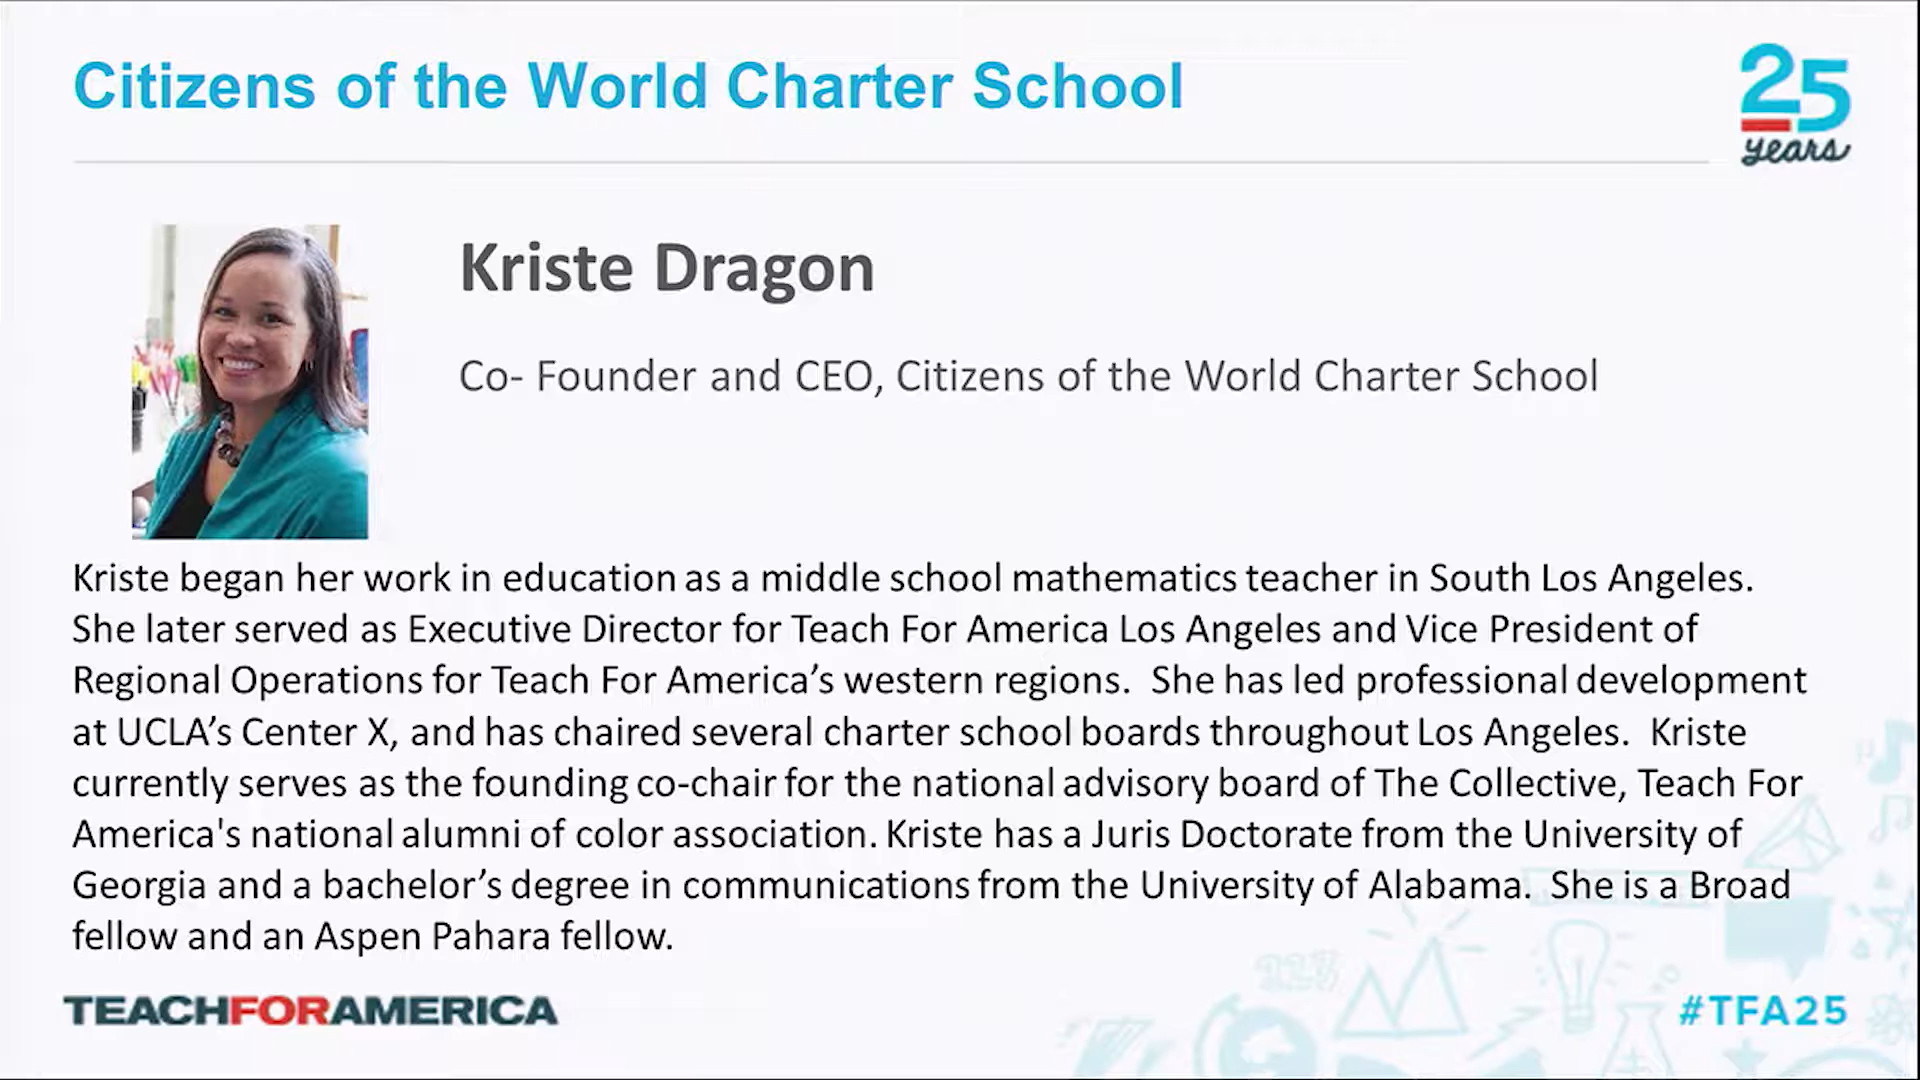 Citizens of the World Charter School
25
years
Kriste Dragon
Co- Founder and CEO, Citizens of the World Charter School
Kriste began her work in education as a middle school mathematics teacher in South Los Angeles.
She later served as Executive Director for Teach For America Los Angeles and Vice President of
Regional Operations for Teach For America’s western regions.  She has led professional development
at UCLA’s Center X, and has chaired several charter school boards throughout Los Angeles.  Kriste
currently serves as the founding co-chair for the national advisory board of The Collective, Teach For
America's national alumni of color association. Kriste has a Juris Doctorate from the University of
Georgia and a bachelor’s degree in communications from the University of Alabama.  She is a Broad
fellow and an Aspen Pahara fellow.
TEACHFORAMERICA
#TFA25